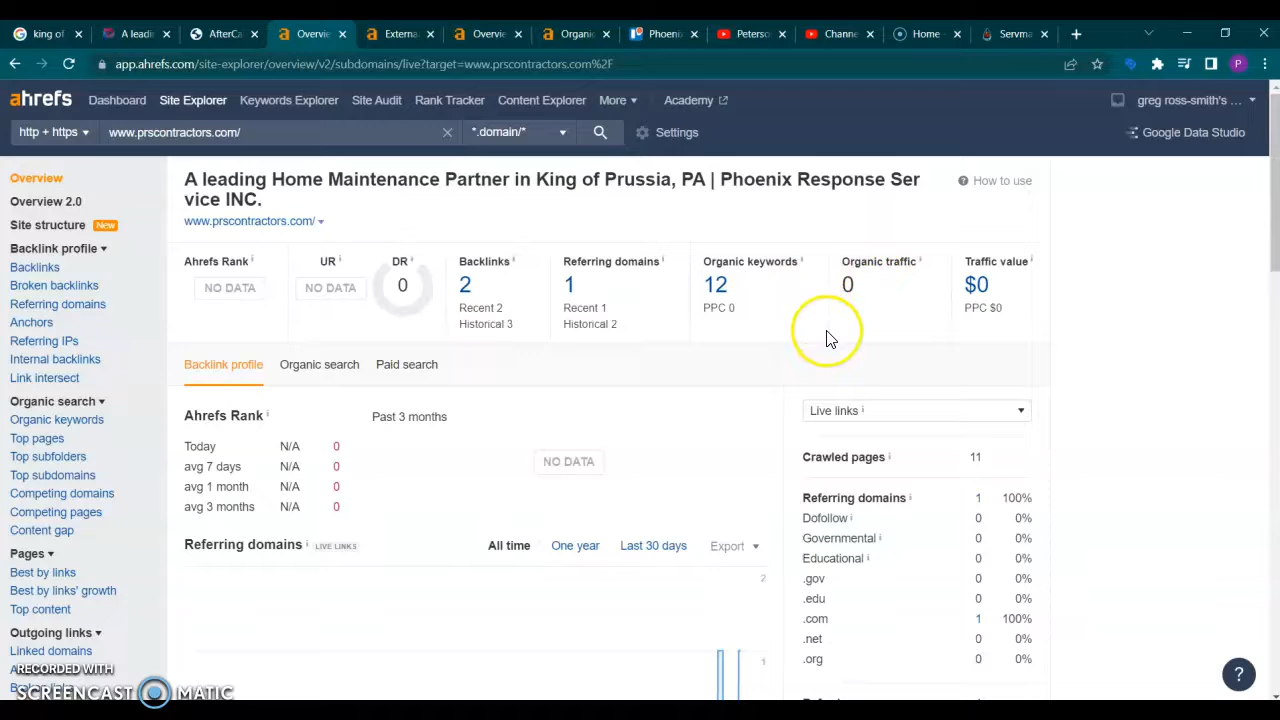 king of
A leadi
AfterCa
Overvie
Externa
Overvie
Organic
Phoenix
Peterso
Channe
Home -
Servma
app.ahrefs.com/site-explorer/overview/v2/subdomains/live?target=www.prscontractors.com%2F
P
ahrefs
Dashboard
Site Explorer
Keywords Explorer
Site Audit
Rank Tracker
Content Explorer
More
Academy
greg ross-smith's ...
http + https
www.prscontractors.com/
*.domain/*
Settings
Google Data Studio
Overview
Overview 2.0
Site structure New
Backlink profile
Backlinks
Broken backlinks
Referring domains
Anchors
Referring IPs
Internal backlinks
Link intersect
Organic search
Organic keywords
Top pages
Top subfolders
Top subdomains
Competing domains
Competing pages
Content gap
Pages
Best by links
Best by links' growth
Top content
Outgoing links
Linked domains
A leading Home Maintenance Partner in King of Prussia, PA | Phoenix Response Ser
vice INC.
How to use
www.prscontractors.com/
Ahrefs Rank
NO DATA
UR
NO DATA
DR
0
Backlinks
2
Recent 2
Historical 3
Referring domains
1
Recent 1
Historical 2
Organic keywords
12
PPC 0
Organic traffic
0
Traffic value
$0
PPC $0
Backlink profile
Organic search
Paid search
Ahrefs Rank
Past 3 months
Today N/A 0
avg 7 days N/A 0
avg 1 month N/A 0
avg 3 months N/A 0
NO DATA
Referring domains LIVE LINKS
All time
One year
Last 30 days
Export
2
1
Live links
Crawled pages 11
Referring domains 1 100%
Dofollow 0 0%
Governmental 0 0%
Educational 0 0%
.gov 0 0%
.edu 0 0%
.com 1 100%
.net 0 0%
.org 0 0%
?
RECORDED WITH
SCREENCAST MATIC